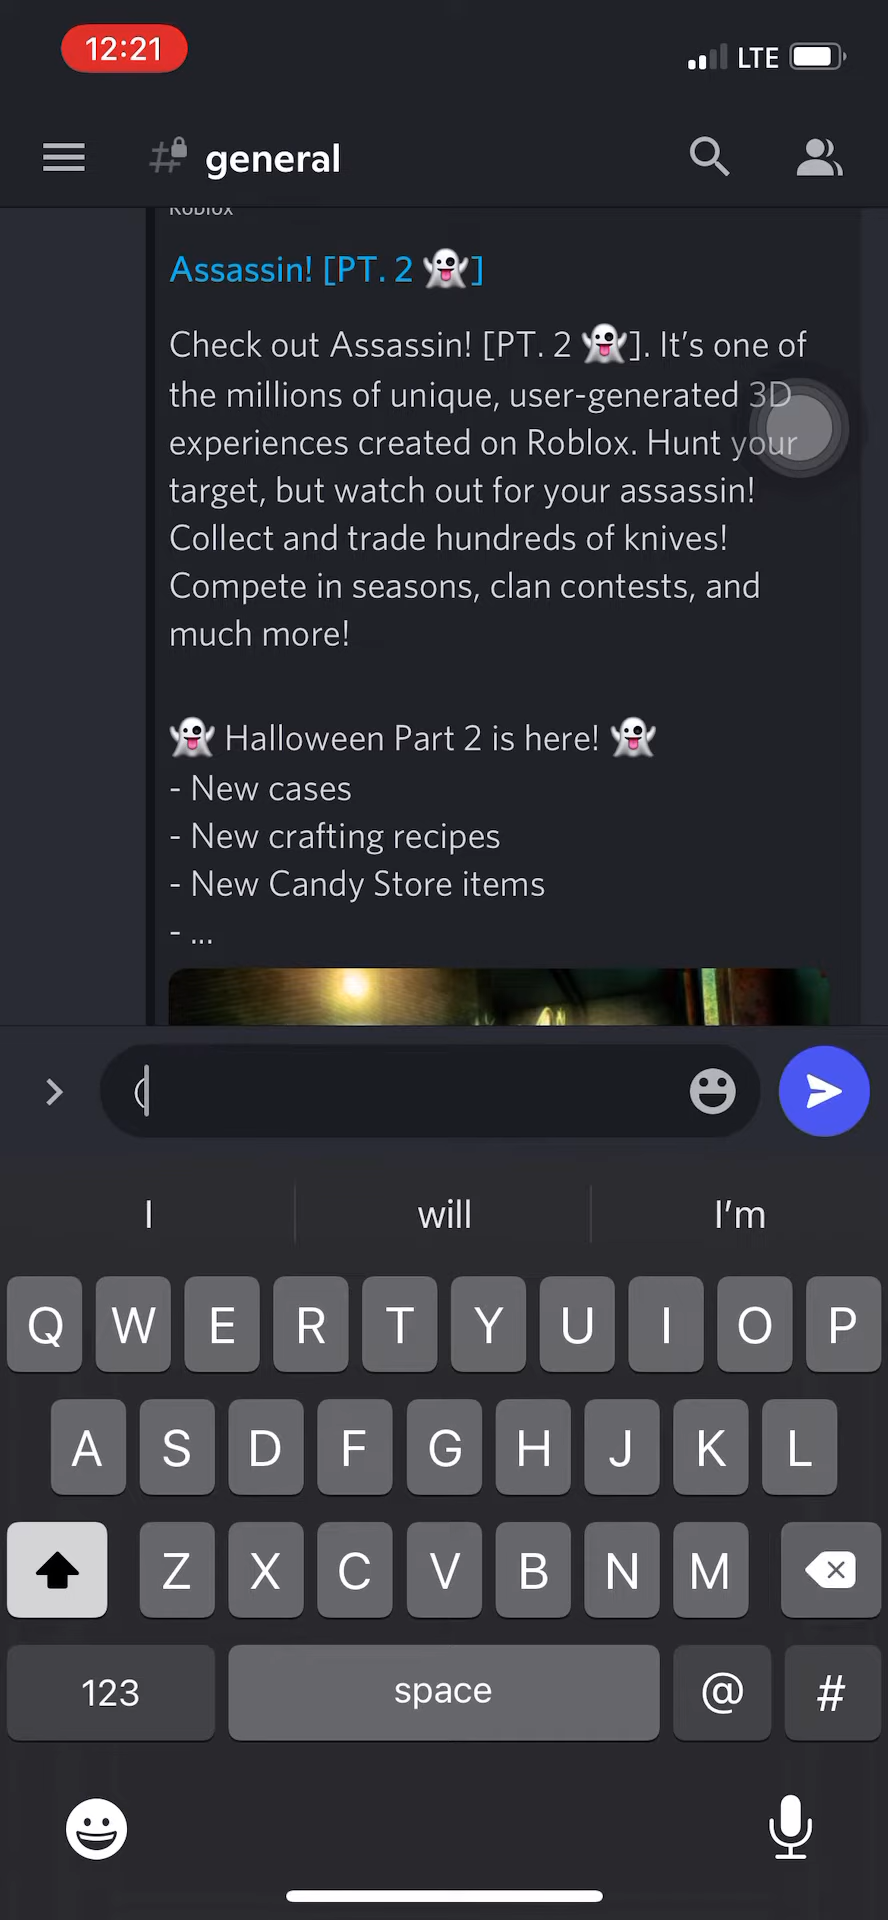 12:21
LTE
general
Roblox
Assassin! [PT. 2 👻]
Check out Assassin! [PT. 2 👻]. It's one of
the millions of unique, user-generated 3D
experiences created on Roblox. Hunt your
target, but watch out for your assassin!
Collect and trade hundreds of knives!
Compete in seasons, clan contests, and
much more!
👻 Halloween Part 2 is here! 👻
- New cases
- New crafting recipes
- New Candy Store items
- ...
(
I will I'm
Q W E R T Y U I O P
A S D F G H J K L
Z X C V B N M
123 space @ #